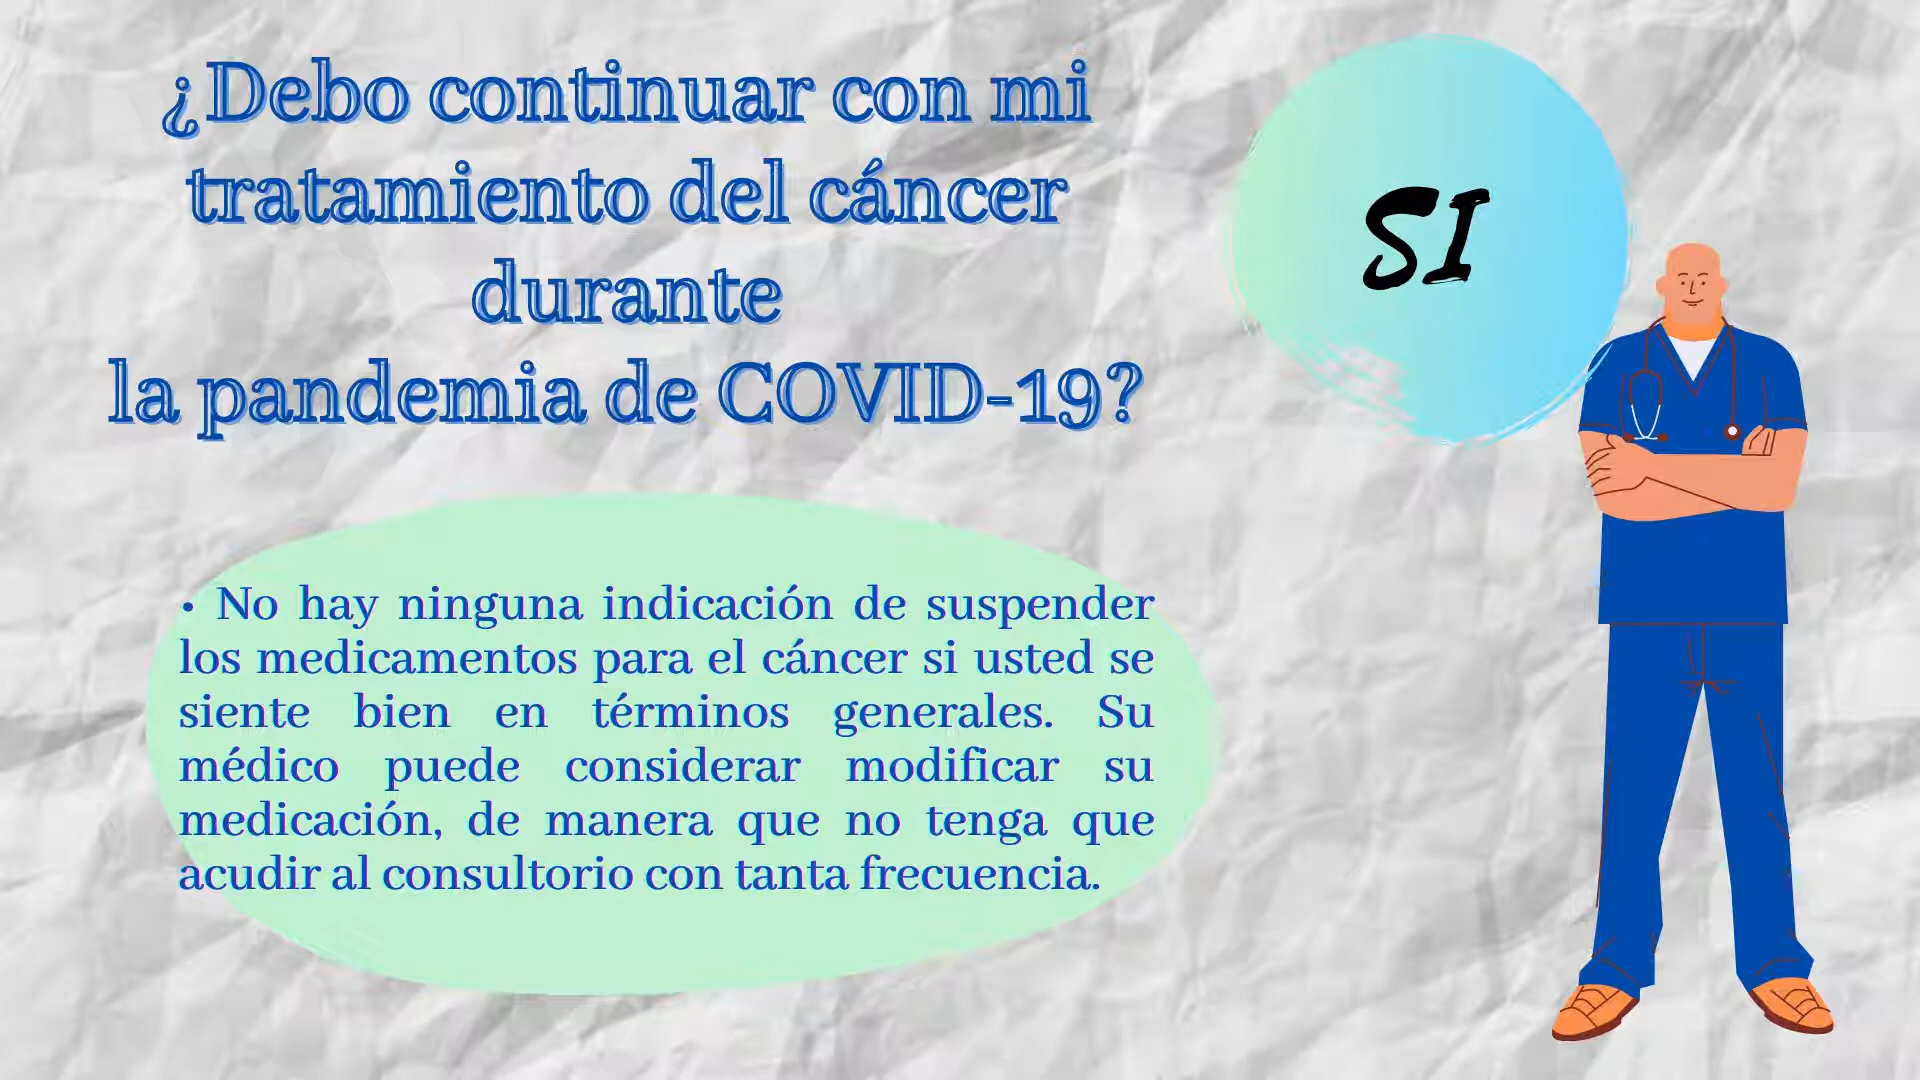 ¿Debo continuar con mi
tratamiento del cáncer
durante
la pandemia de COVID-19?
SI
• No hay ninguna indicación de suspender
los medicamentos para el cáncer si usted se
siente bien en términos generales. Su
médico puede considerar modificar su
medicación, de manera que no tenga que
acudir al consultorio con tanta frecuencia.